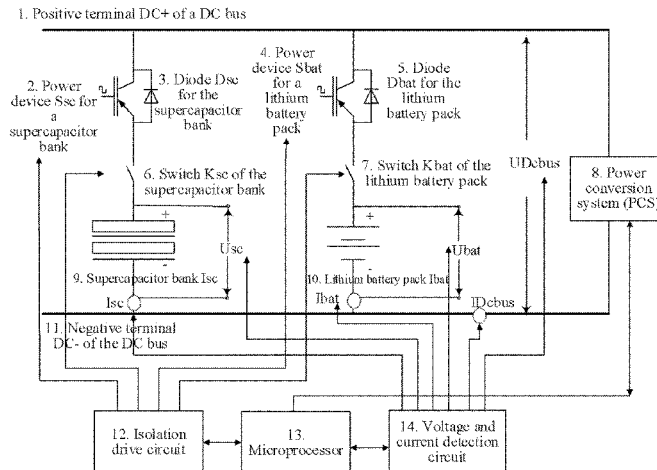 1. Positive terminal DC+ of a DC bus
2. Power
device Ssc for
a
supercapacitor
bank
3. Diode Dsc
for the
supercapacitor
bank
4. Power
device Sbat
for a
lithium
battery
pack
5. Diode
Dbat for the
lithium
battery pack
6. Switch Ksc of the
supercapacitor bank
7. Switch Kbat of the
lithium battery pack
UDcbus
8. Power
conversion
system (PCS)
+
Usc
-
9. Supercapacitor bank Isc
Isc
+
Ubat
-
10. Lithium battery pack Ibat
Ibat
IDcbus
11. Negative terminal
DC- of the DC bus
12. Isolation
drive circuit
13.
Microprocessor
14. Voltage and
current detection
circuit